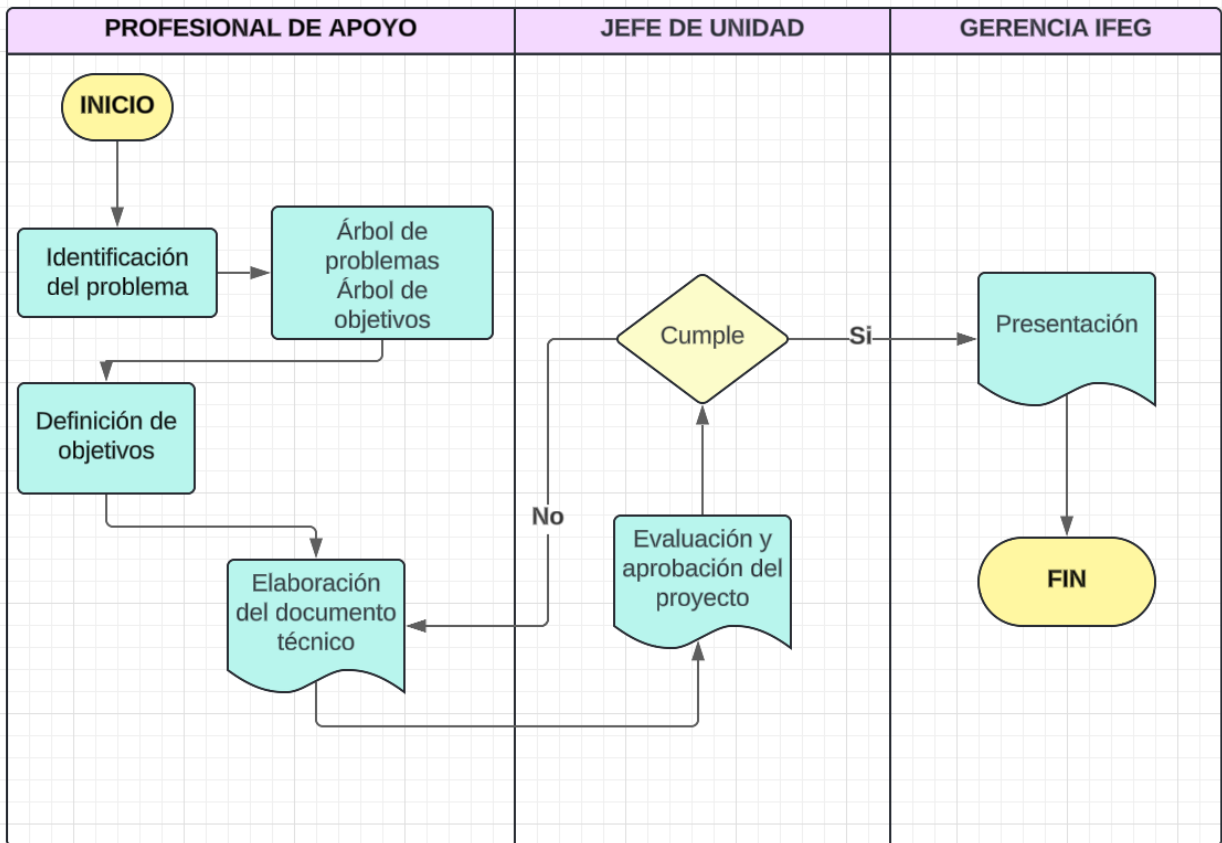 PROFESIONAL DE APOYO
JEFE DE UNIDAD
GERENCIA IFEG
INICIO
Identificación
del problema
Árbol de
problemas
Árbol de
objetivos
Definición de
objetivos
Elaboración
del documento
técnico
No
Cumple
Si
Evaluación y
aprobación del
proyecto
Presentación
FIN